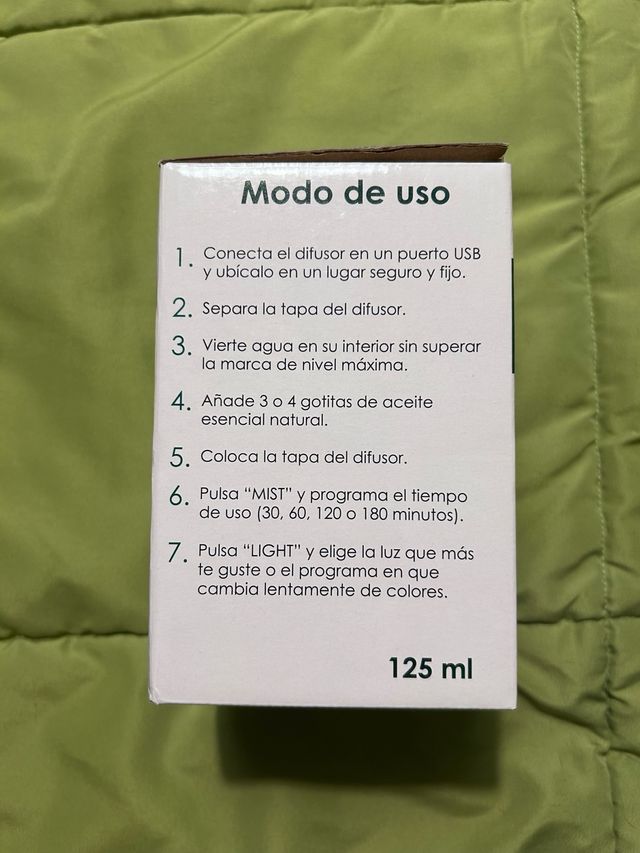 Modo de uso
1. Conecta el difusor en un puerto USB
y ubícalo en un lugar seguro y fijo.
2. Separa la tapa del difusor.
3. Vierte agua en su interior sin superar
la marca de nivel máxima.
4. Añade 3 o 4 gotitas de aceite
esencial natural.
5. Coloca la tapa del difusor.
6. Pulsa “MIST” y programa el tiempo
de uso (30, 60, 120 o 180 minutos).
7. Pulsa “LIGHT” y elige la luz que más
te guste o el programa en que
cambia lentamente de colores.
125 ml